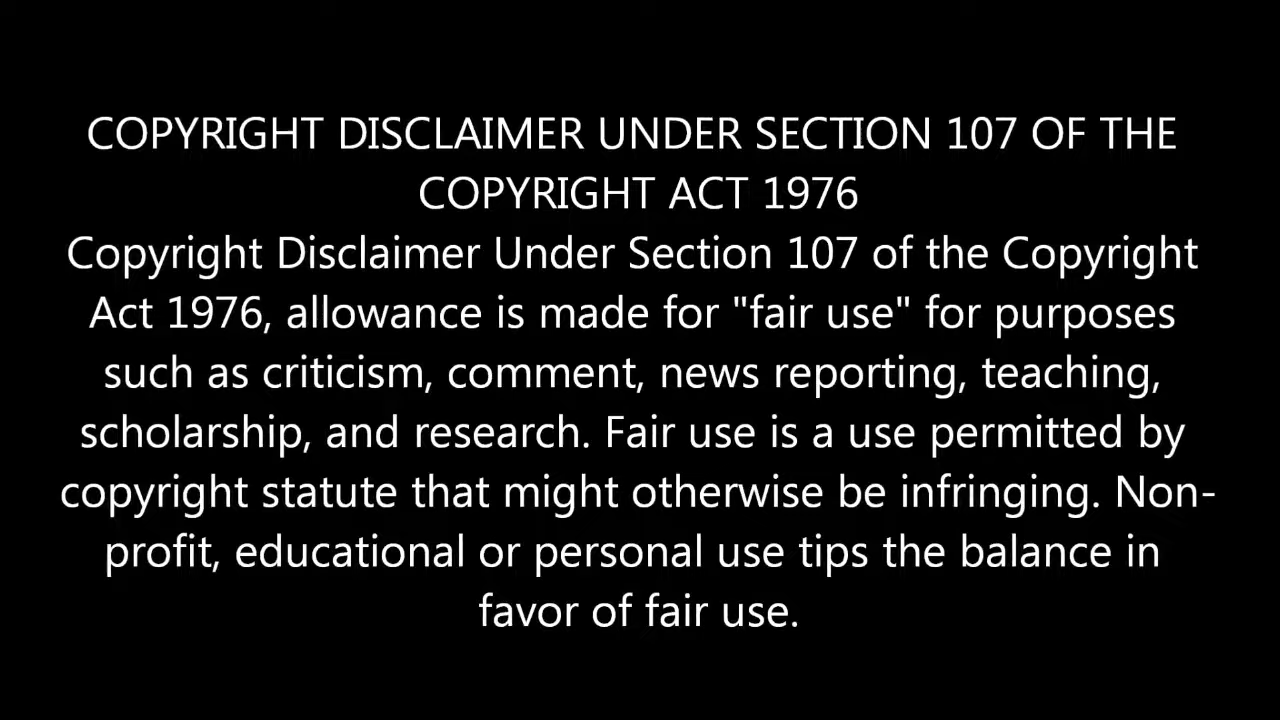 COPYRIGHT DISCLAIMER UNDER SECTION 107 OF THE
COPYRIGHT ACT 1976
Copyright Disclaimer Under Section 107 of the Copyright
Act 1976, allowance is made for "fair use" for purposes
such as criticism, comment, news reporting, teaching,
scholarship, and research. Fair use is a use permitted by
copyright statute that might otherwise be infringing. Non-
profit, educational or personal use tips the balance in
favor of fair use.